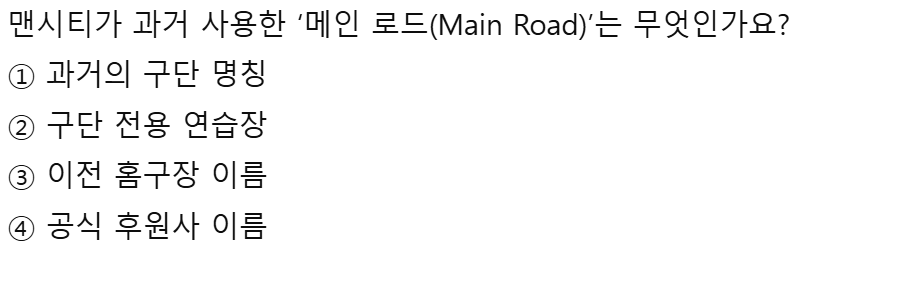 맨시티가 과거 사용한 ‘메인 로드(Main Road)’는 무엇인가요?
① 과거의 구단 명칭
② 구단 전용 연습장
③ 이전 홈구장 이름
④ 공식 후원사 이름